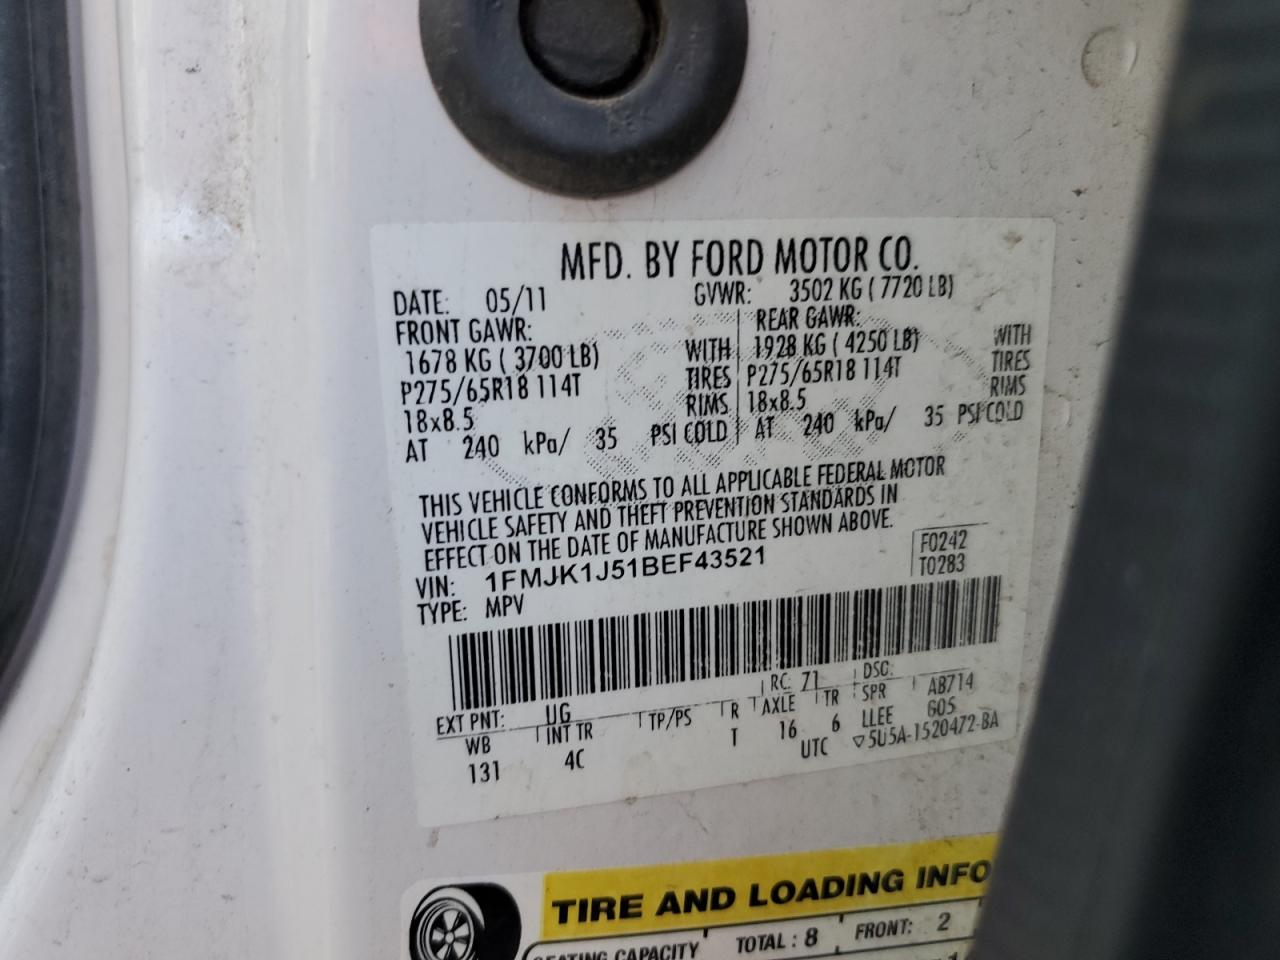 MFD. BY FORD MOTOR CO.
DATE: 05/11 GVWR: 3502 KG ( 7720 LB)
FRONT GAWR: REAR GAWR:
1678 KG ( 3700 LB) WITH 1928 KG ( 4250 LB) WITH
P275/65R18 114T TIRES P275/65R18 114T TIRES
18x8.5 RIMS 18x8.5 RIMS
AT 240 kPa/ 35 PSI COLD AT 240 kPa/ 35 PSI COLD
THIS VEHICLE CONFORMS TO ALL APPLICABLE FEDERAL MOTOR
VEHICLE SAFETY AND THEFT PREVENTION STANDARDS IN
EFFECT ON THE DATE OF MANUFACTURE SHOWN ABOVE.
VIN: 1FMJK1J51BEF43521 F0242
TYPE: MPV T0283
EXT PNT: UG RC: 71 DSO:
WB INT TR TP/PS R AXLE TR SPR AB714
131 4C T 16 6 LLEE 605
UTC ▽5U5A-1520472-BA
TIRE AND LOADING INFO
SEATING CAPACITY TOTAL : 8 FRONT: 2